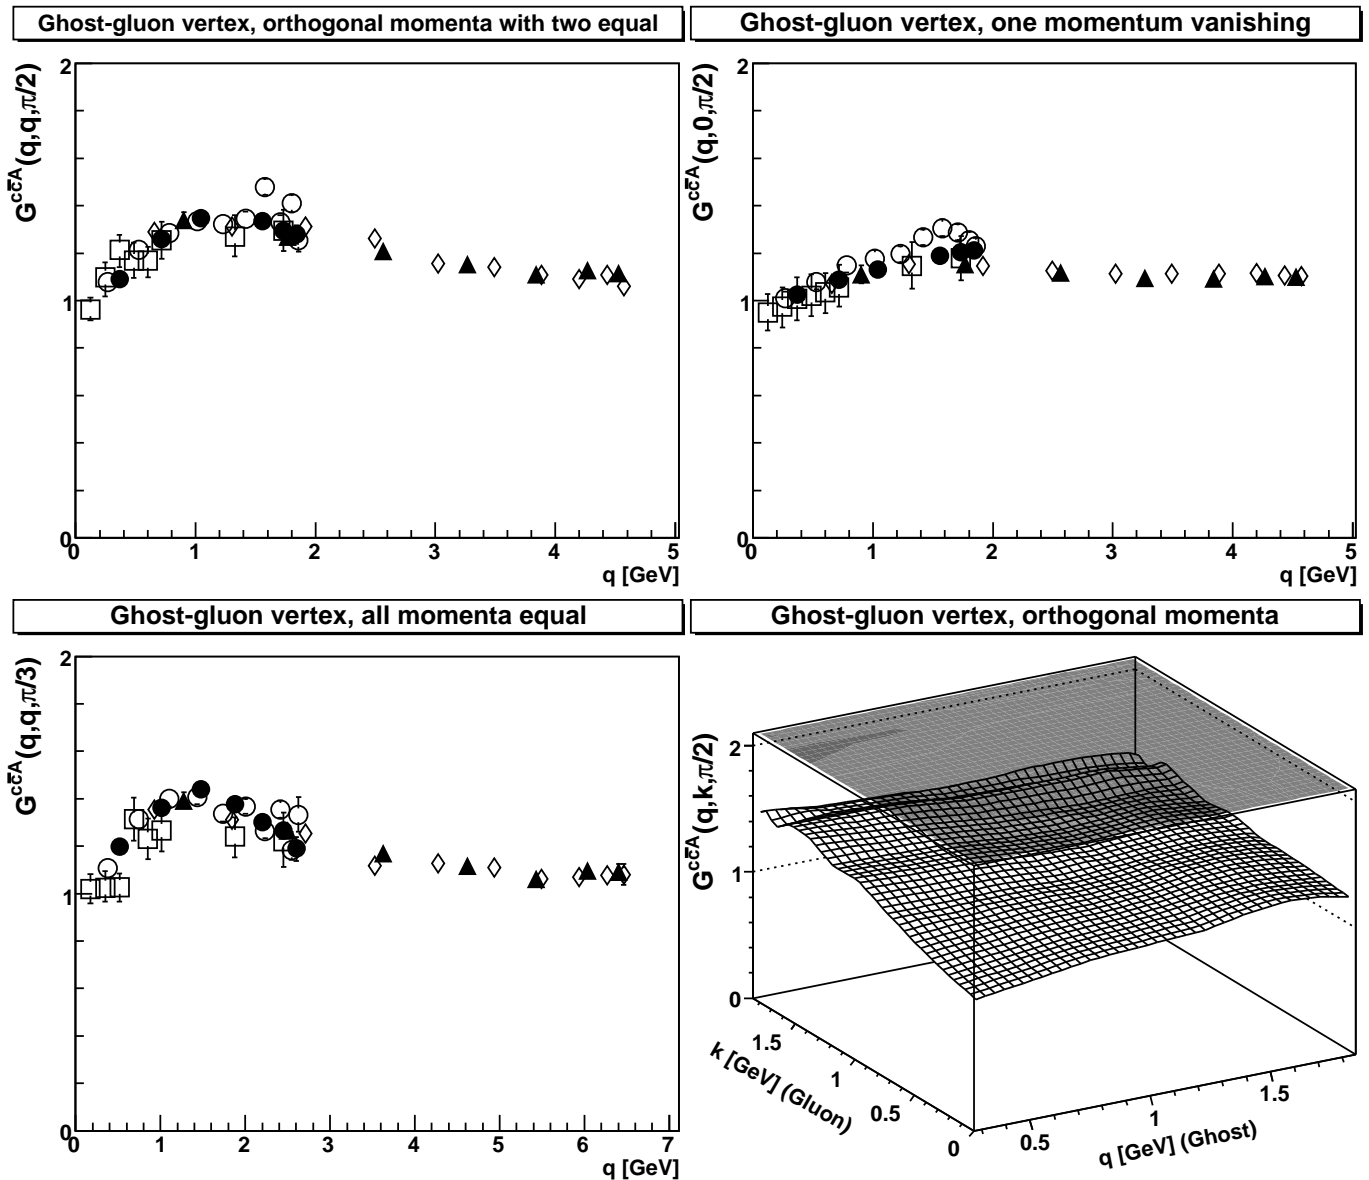 Ghost-gluon vertex, orthogonal momenta with two equal
G^cc̄A(q,q,π/2)
2
1
0
0 1 2 3 4 5
q [GeV]
Ghost-gluon vertex, one momentum vanishing
G^cc̄A(q,0,π/2)
2
1
0
0 1 2 3 4 5
q [GeV]
Ghost-gluon vertex, all momenta equal
G^cc̄A(q,q,π/3)
2
1
0
0 1 2 3 4 5 6 7
q [GeV]
Ghost-gluon vertex, orthogonal momenta
G^cc̄A(q,k,π/2)
2
1
0
1.5
1
0.5
0
k [GeV] (Gluon)
0.5
1
1.5
q [GeV] (Ghost)